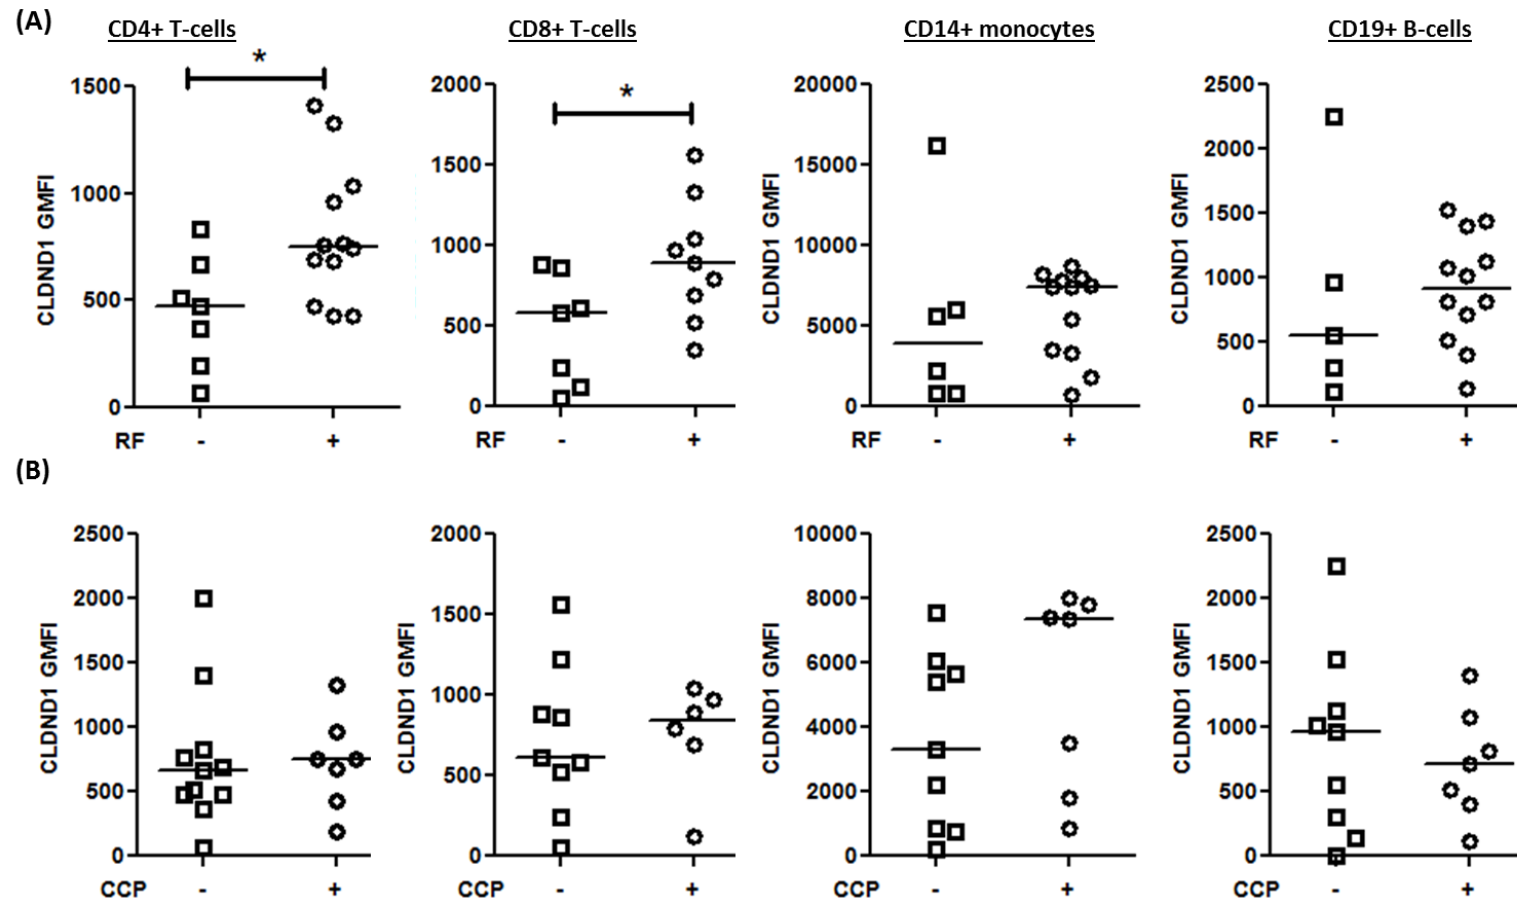 (A)
CD4+ T-cells CD8+ T-cells CD14+ monocytes CD19+ B-cells
* *
1500 2000 20000 2500
2000
1500 15000
1000 1500
1000 10000
1000
500
500 5000
500
0 0 0 0
CLDND1 GMFI CLDND1 GMFI CLDND1 GMFI CLDND1 GMFI
RF - + RF - + RF - + RF - +
(B)
2500 2000 10000 2500
2000 8000 2000
1500
1500 6000 1500
1000
1000 4000 1000
500
500 2000 500
0 0 0 0
CLDND1 GMFI CLDND1 GMFI CLDND1 GMFI CLDND1 GMFI
CCP - + CCP - + CCP - + CCP - +